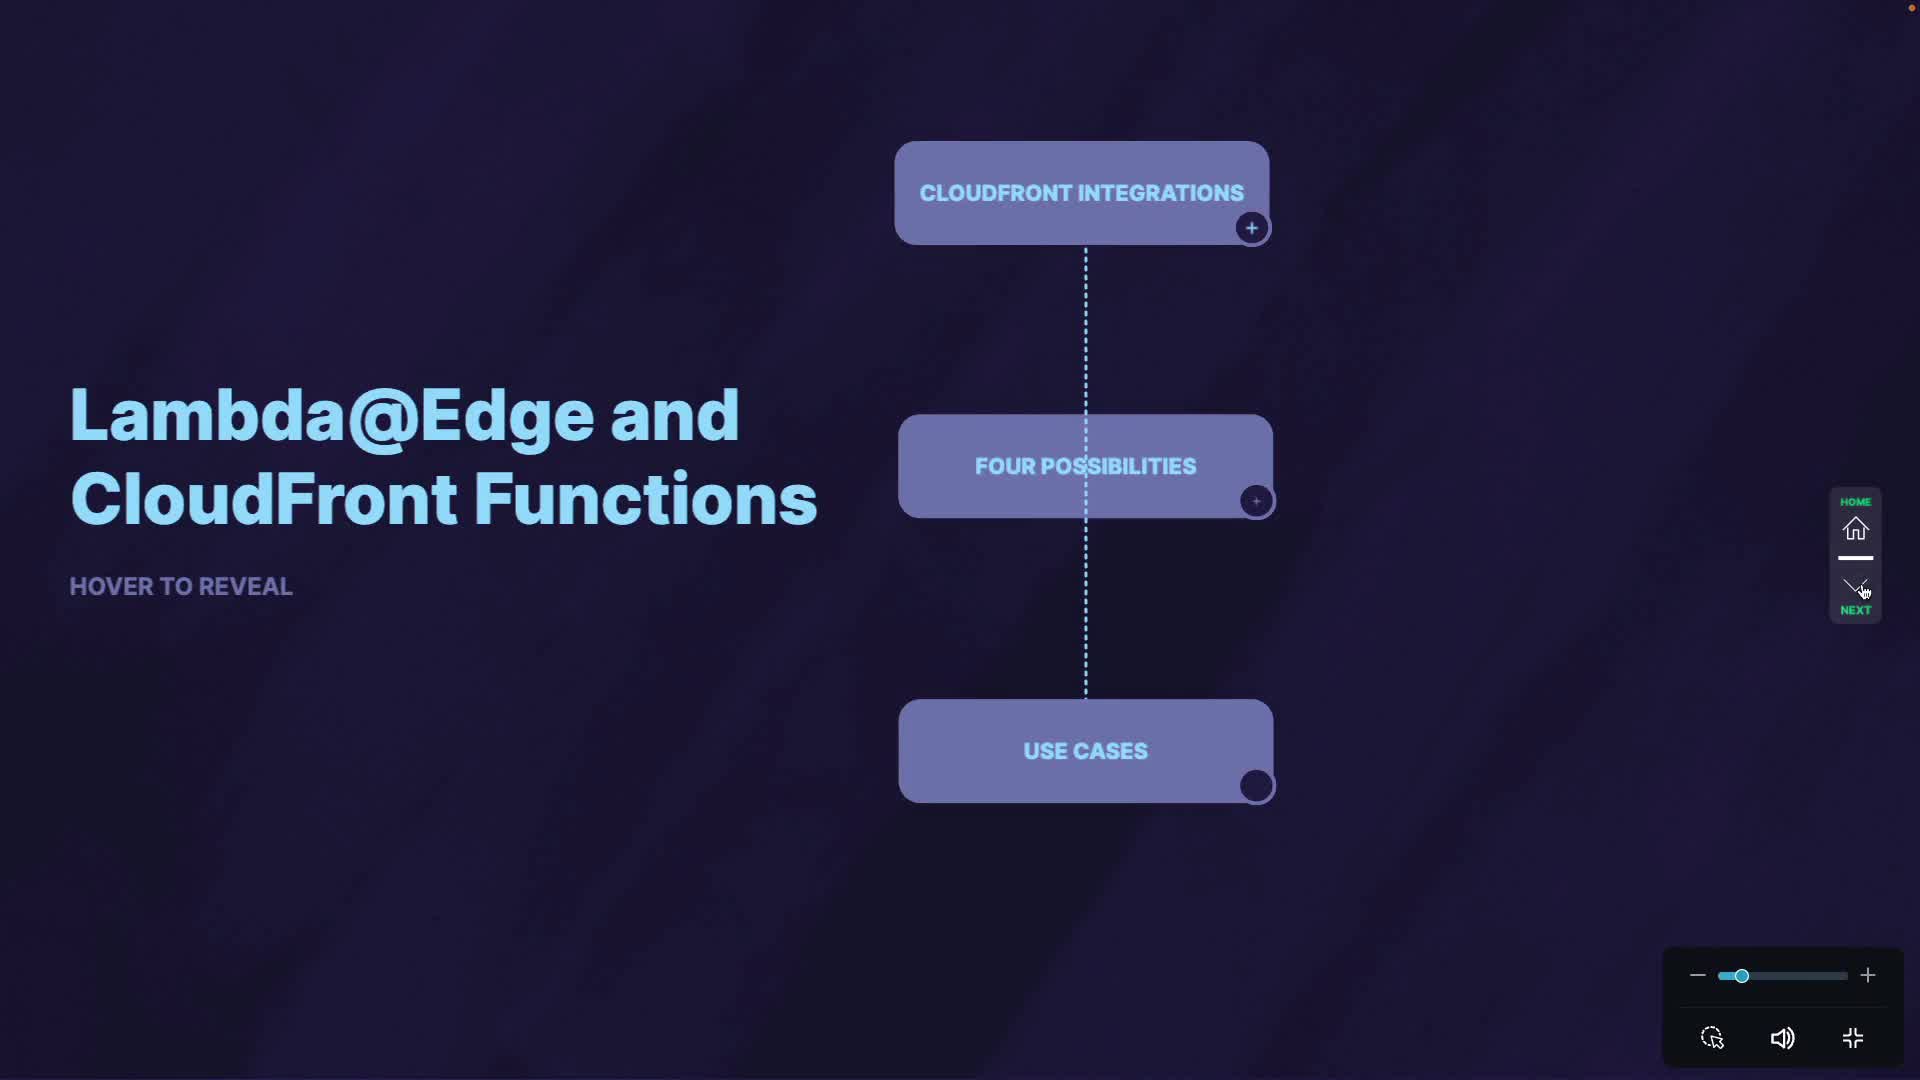 Lambda@Edge and
CloudFront Functions
HOVER TO REVEAL
CLOUDFRONT INTEGRATIONS
FOUR POSSIBILITIES
USE CASES
HOME
NEXT